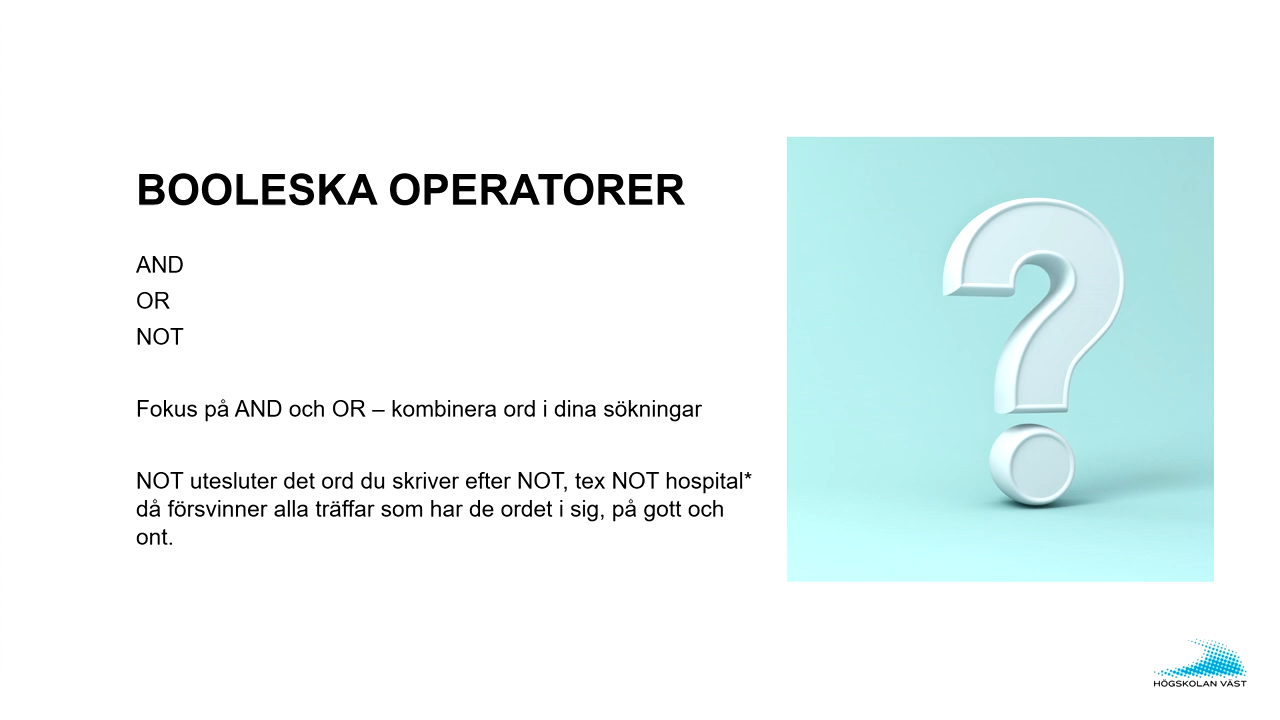 BOOLESKA OPERATORER
AND
OR
NOT
Fokus på AND och OR – kombinera ord i dina sökningar
NOT utesluter det ord du skriver efter NOT, tex NOT hospital*
då försvinner alla träffar som har de ordet i sig, på gott och
ont.
HÖGSKOLAN VÄST